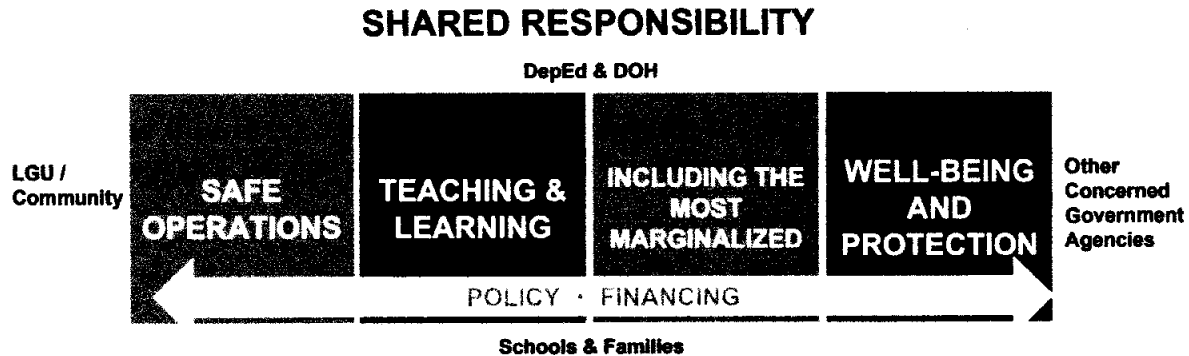 SHARED RESPONSIBILITY
DepEd & DOH
LGU /
Community
SAFE
OPERATIONS
TEACHING &
LEARNING
INCLUDING THE
MOST
MARGINALIZED
WELL-BEING
AND
PROTECTION
Other
Concerned
Government
Agencies
POLICY · FINANCING
Schools & Families